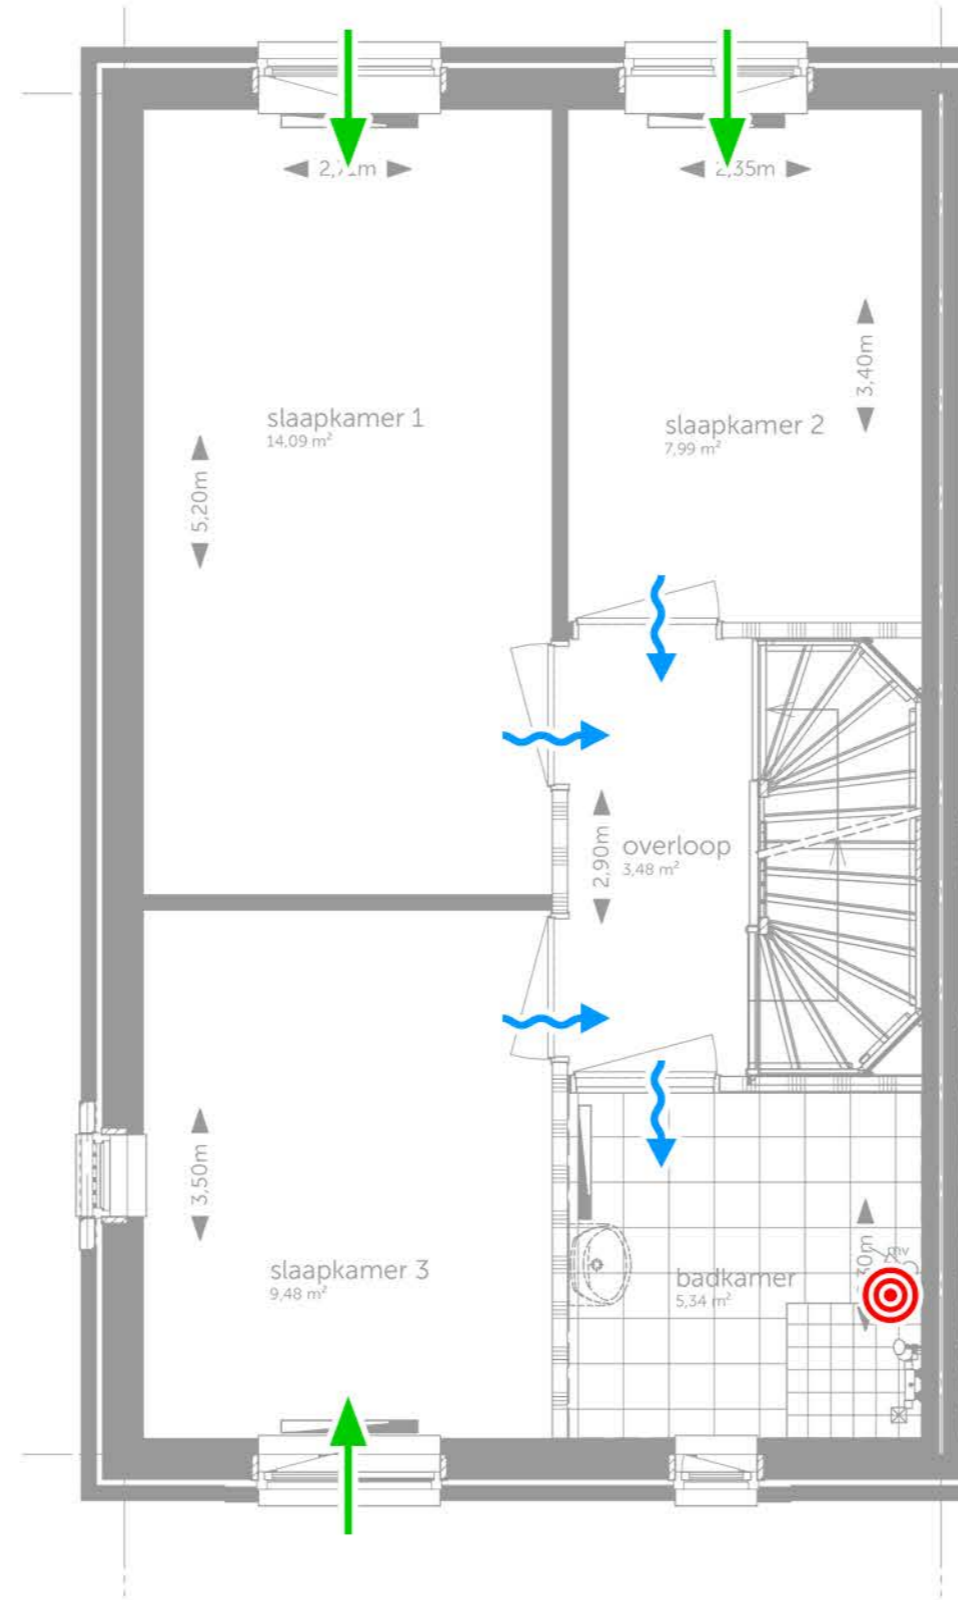 2,35m
3,40m
slaapkamer 1
14,09 m²
slaapkamer 2
7,99 m²
5,20m
2,90m
overloop
3,48 m²
3,50m
slaapkamer 3
9,48 m²
badkamer
5,34 m²
mv